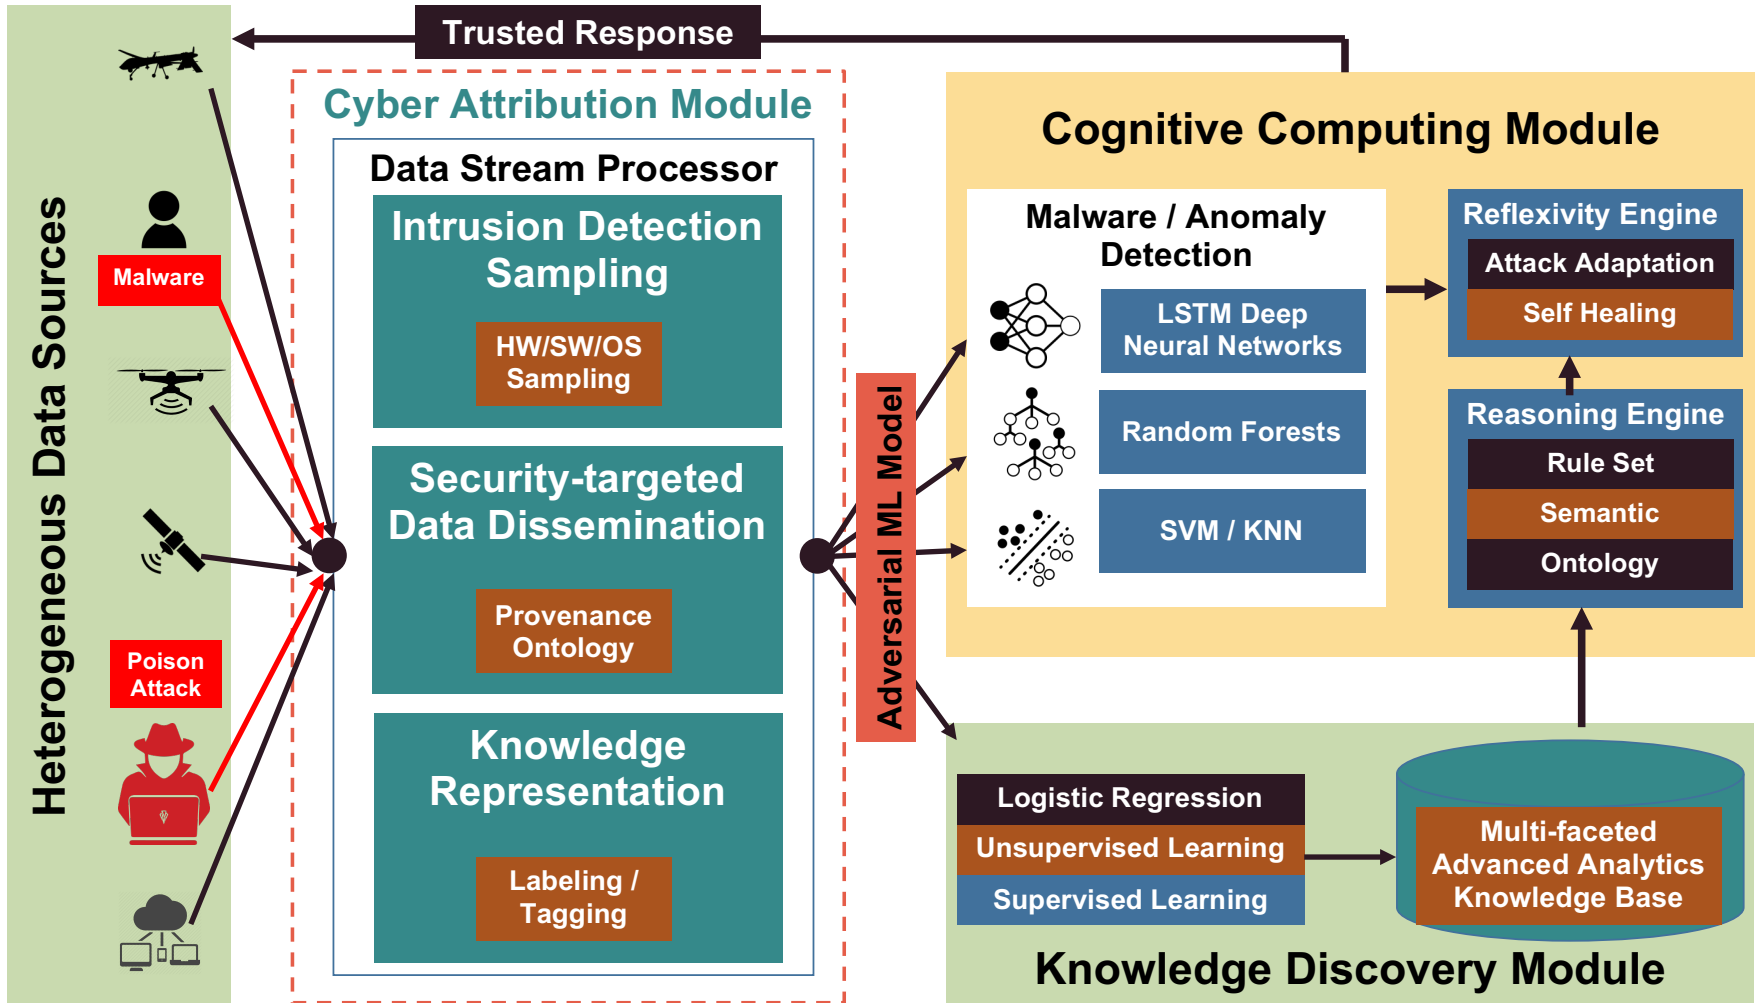 Trusted Response
Heterogeneous Data Sources
Malware
Poison
Attack
Cyber Attribution Module
Data Stream Processor
Intrusion Detection
Sampling
HW/SW/OS
Sampling
Security-targeted
Data Dissemination
Provenance
Ontology
Knowledge
Representation
Labeling /
Tagging
Adversarial ML Model
Cognitive Computing Module
Malware / Anomaly
Detection
LSTM Deep
Neural Networks
Random Forests
SVM / KNN
Reflexivity Engine
Attack Adaptation
Self Healing
Reasoning Engine
Rule Set
Semantic
Ontology
Logistic Regression
Unsupervised Learning
Supervised Learning
Multi-faceted
Advanced Analytics
Knowledge Base
Knowledge Discovery Module